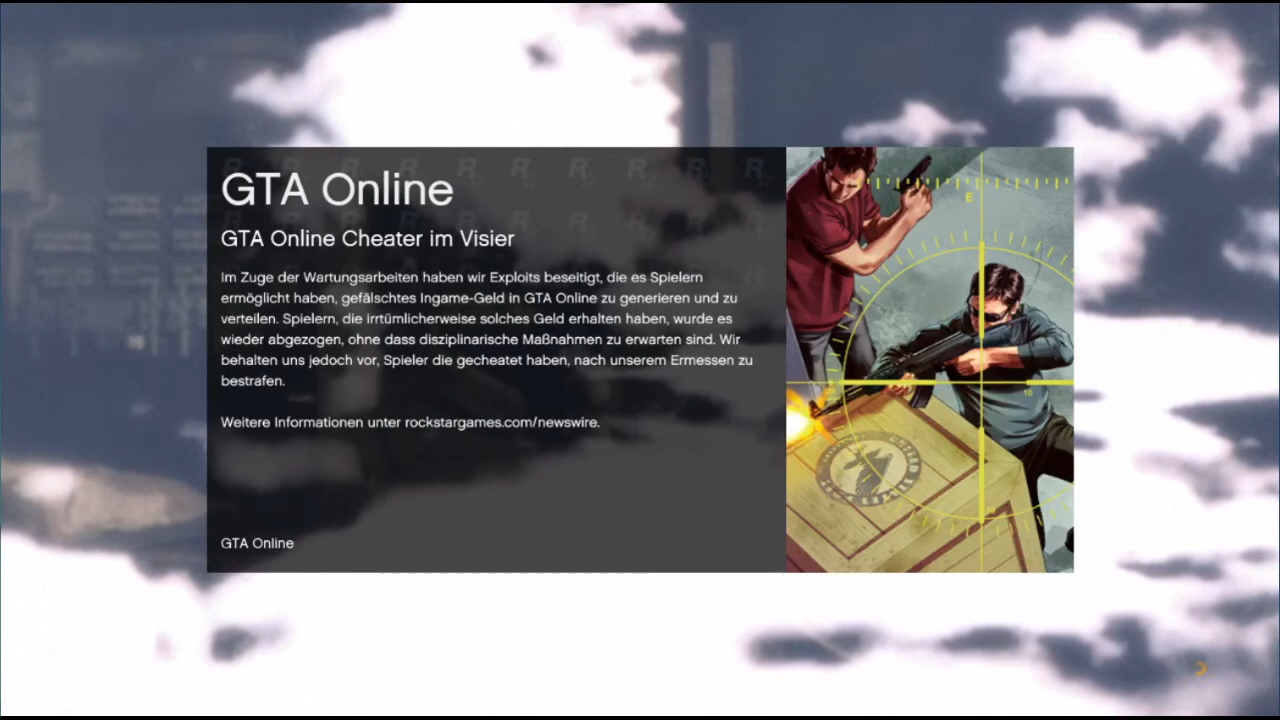 GTA Online
GTA Online Cheater im Visier
Im Zuge der Wartungsarbeiten haben wir Exploits beseitigt, die es Spielern
ermöglicht haben, gefälschtes Ingame-Geld in GTA Online zu generieren und zu
verteilen. Spielern, die irrtümlicherweise solches Geld erhalten haben, wurde es
wieder abgezogen, ohne dass disziplinarische Maßnahmen zu erwarten sind. Wir
behalten uns jedoch vor, Spieler die gecheatet haben, nach unserem Ermessen zu
bestrafen.
Weitere Informationen unter rockstargames.com/newswire.
GTA Online
E
10